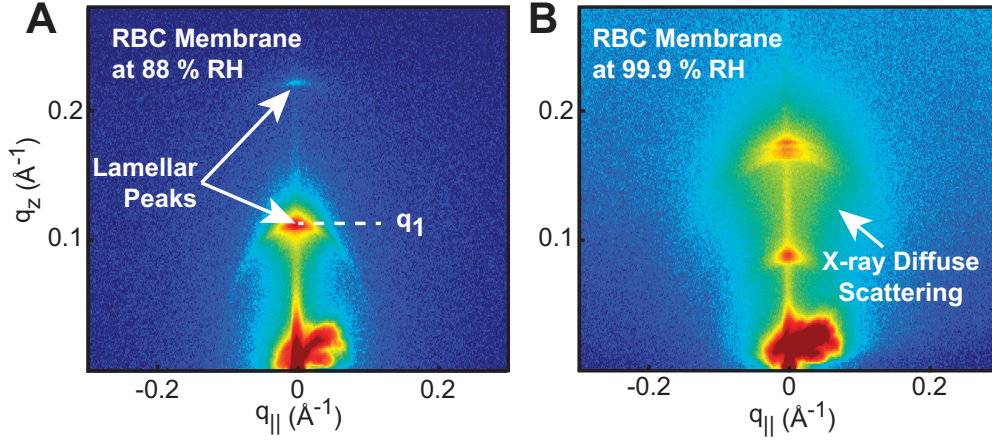 A
RBC Membrane
at 88 % RH
Lamellar
Peaks
q1
0.2
0.1
qz (Å-1)
-0.2
0
0.2
q|| (Å-1)
B
RBC Membrane
at 99.9 % RH
X-ray Diffuse
Scattering
0.2
0.1
-0.2
0
0.2
q|| (Å-1)